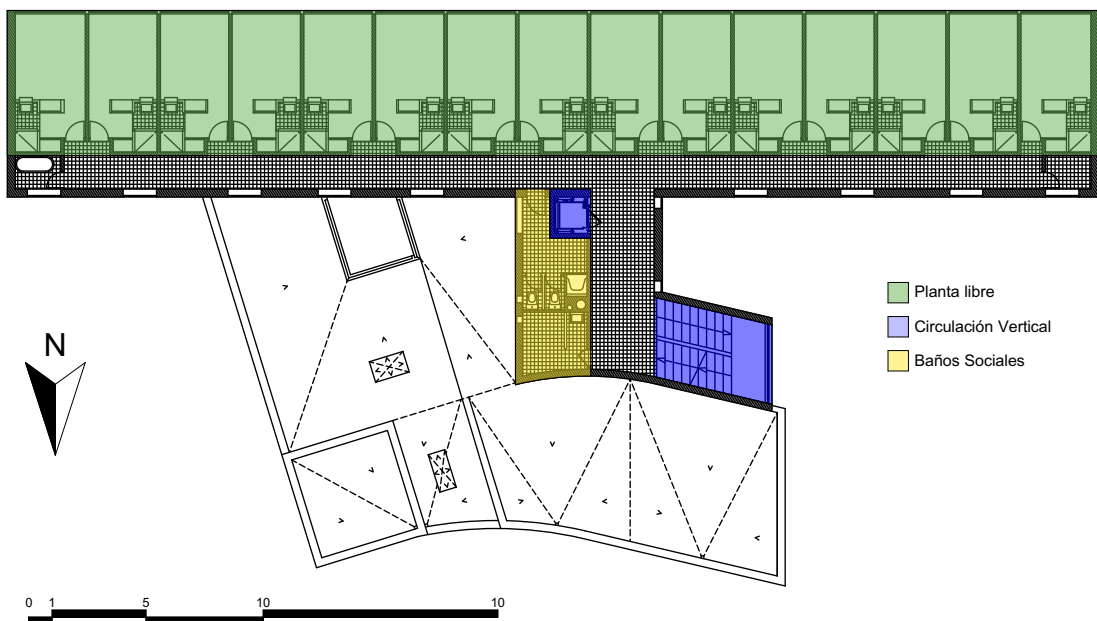 Planta libre
Circulación Vertical
Baños Sociales
N
0 1 5 10 10